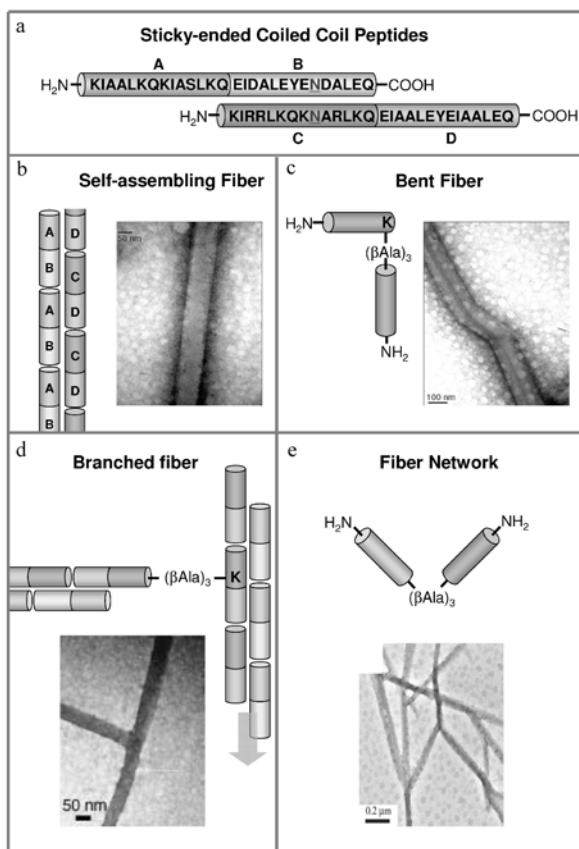 a
Sticky-ended Coiled Coil Peptides
A B
H₂N KIAALKQKIASLKQ EIDALEYENDALEQ COOH
H₂N KIRRLKQKNARLKQ EIAALEYEIAALEQ COOH
C D
b
Self-assembling Fiber
A D
B C
A D
B C
A D
B
50 nm
c
Bent Fiber
H₂N K
(βAla)₃
NH₂
100 nm
d
Branched fiber
(βAla)₃ K
50 nm
e
Fiber Network
H₂N NH₂
(βAla)₃
0.2 μm